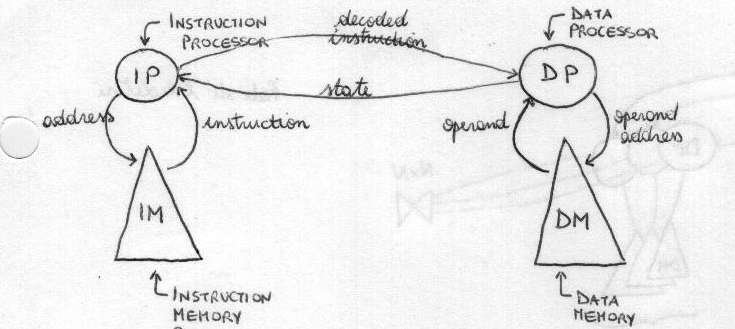 INSTRUCTION
PROCESSOR
decoded
instruction
DATA
PROCESSOR
IP
DP
state
address
instruction
operand
operand
address
IM
DM
INSTRUCTION
MEMORY
DATA
MEMORY